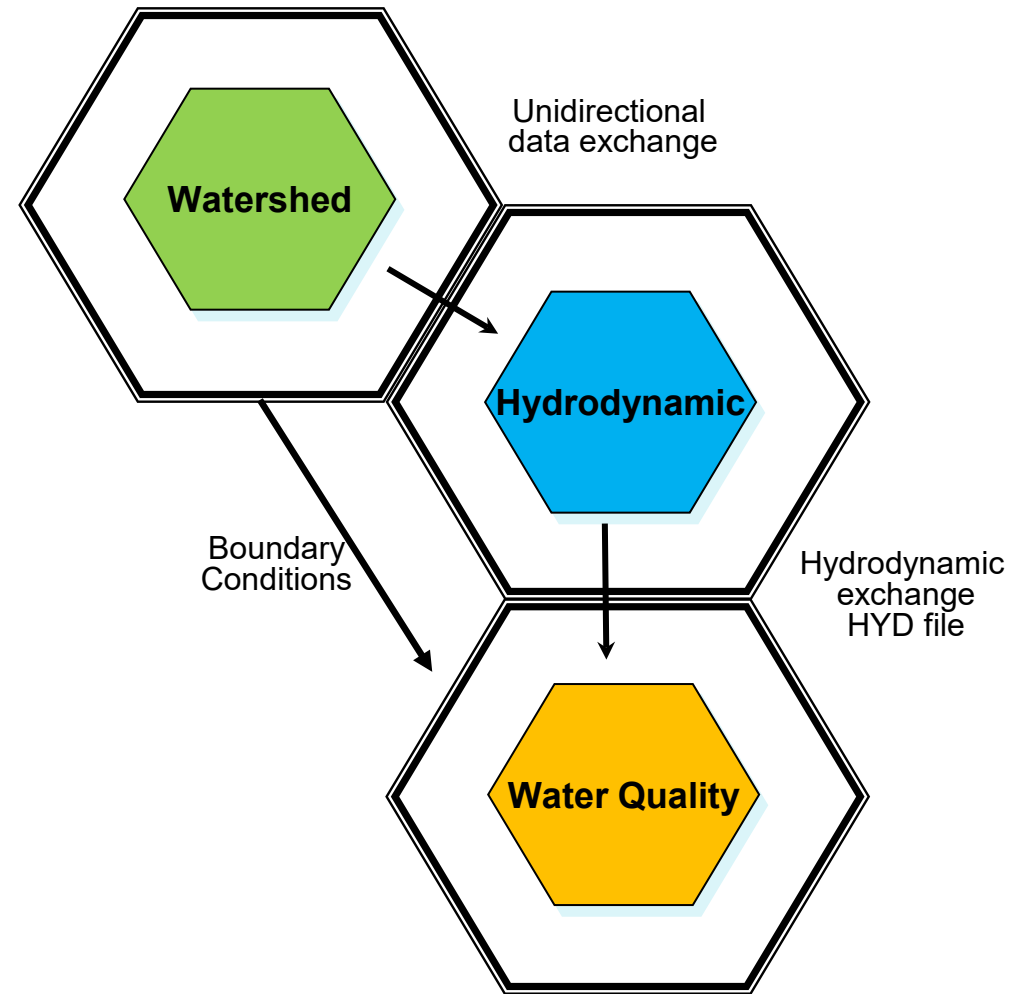 Unidirectional
data exchange
Watershed
Hydrodynamic
Boundary
Conditions
Hydrodynamic
exchange
HYD file
Water Quality